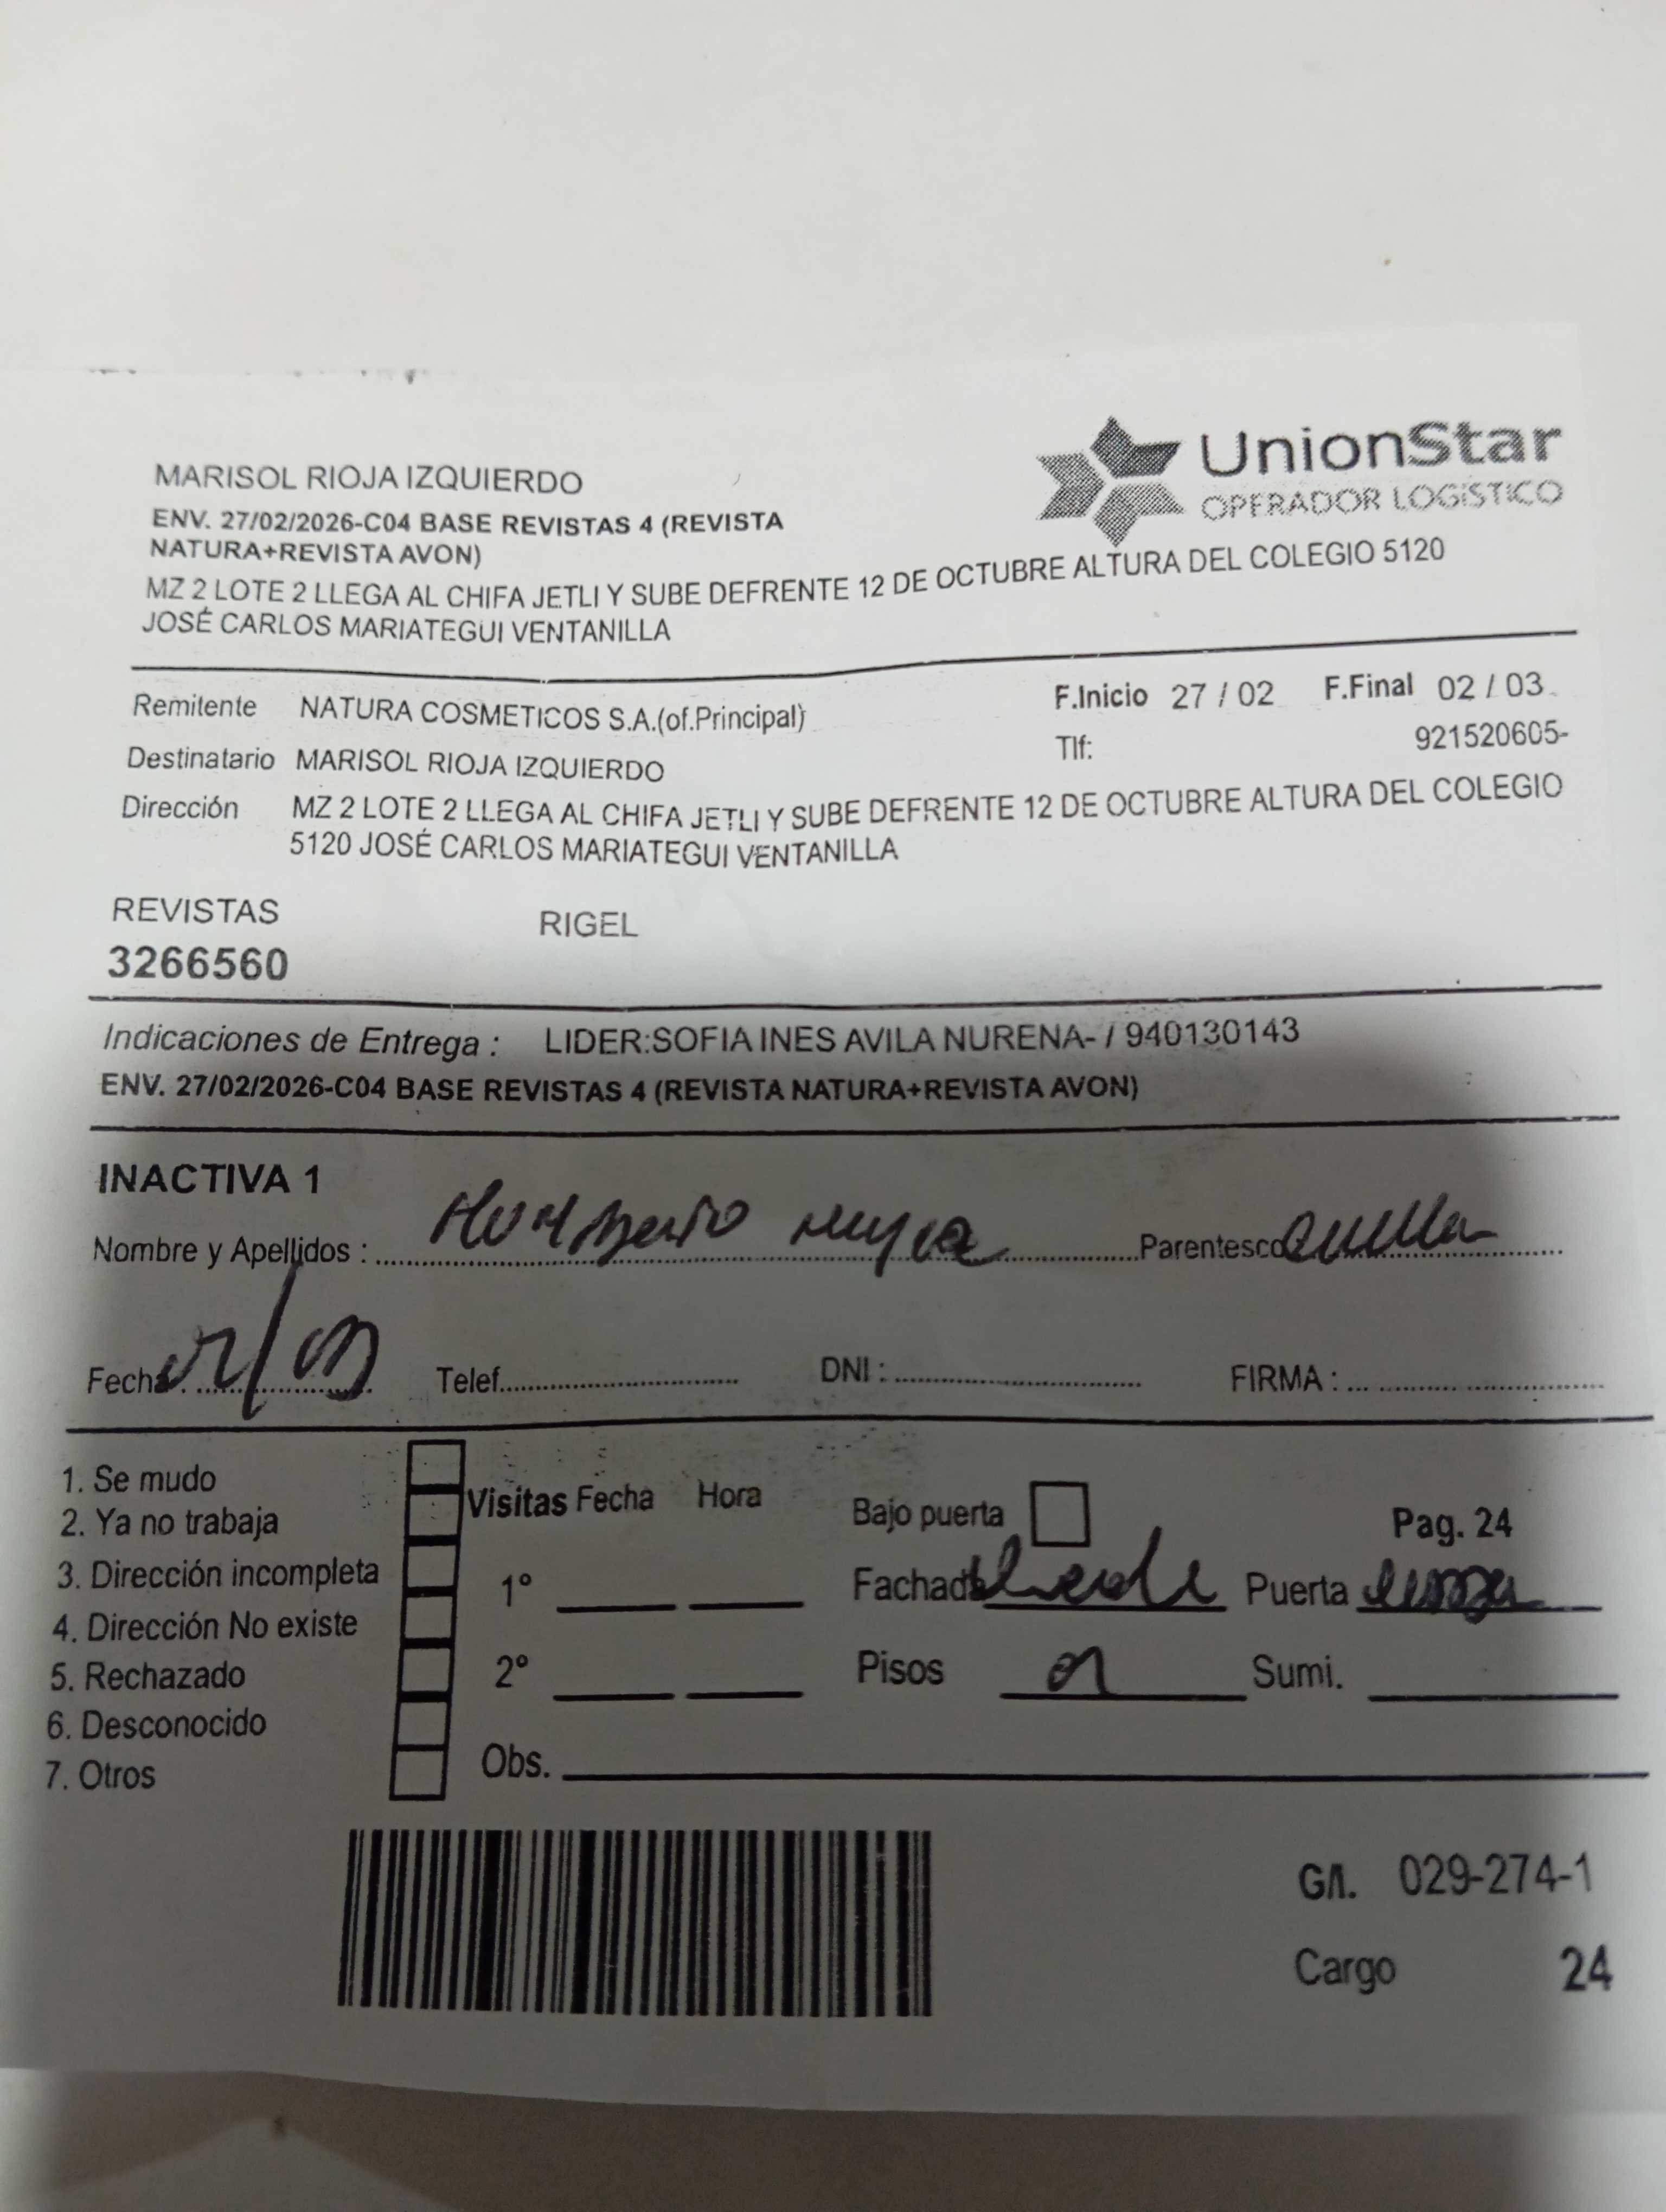 MARISOL RIOJA IZQUIERDO
UnionStar
OPERADOR LOGÍSTICO
ENV. 27/02/2026-C04 BASE REVISTAS 4 (REVISTA
NATURA+REVISTA AVON)
MZ 2 LOTE 2 LLEGA AL CHIFA JETLI Y SUBE DEFRENTE 12 DE OCTUBRE ALTURA DEL COLEGIO 5120
JOSÉ CARLOS MARIATEGUI VENTANILLA
Remitente NATURA COSMETICOS S.A.(of.Principal) F.Inicio 27 / 02 F.Final 02 / 03
Tlf: 921520605-
Destinatario MARISOL RIOJA IZQUIERDO
Dirección MZ 2 LOTE 2 LLEGA AL CHIFA JETLI Y SUBE DEFRENTE 12 DE OCTUBRE ALTURA DEL COLEGIO
5120 JOSÉ CARLOS MARIATEGUI VENTANILLA
REVISTAS RIGEL
3266560
Indicaciones de Entrega : LIDER:SOFIA INES AVILA NURENA- / 940130143
ENV. 27/02/2026-C04 BASE REVISTAS 4 (REVISTA NATURA+REVISTA AVON)
INACTIVA 1
Nombre y Apellidos : Parentesco
Fecha Telef. DNI : FIRMA :
1. Se mudo
2. Ya no trabaja
3. Dirección incompleta
4. Dirección No existe
5. Rechazado
6. Desconocido
7. Otros
Visitas Fecha Hora
1°
2°
Obs.
Bajo puerta Pag. 24
Fachada Puerta
Pisos Sumi.
G/I. 029-274-1
Cargo 24